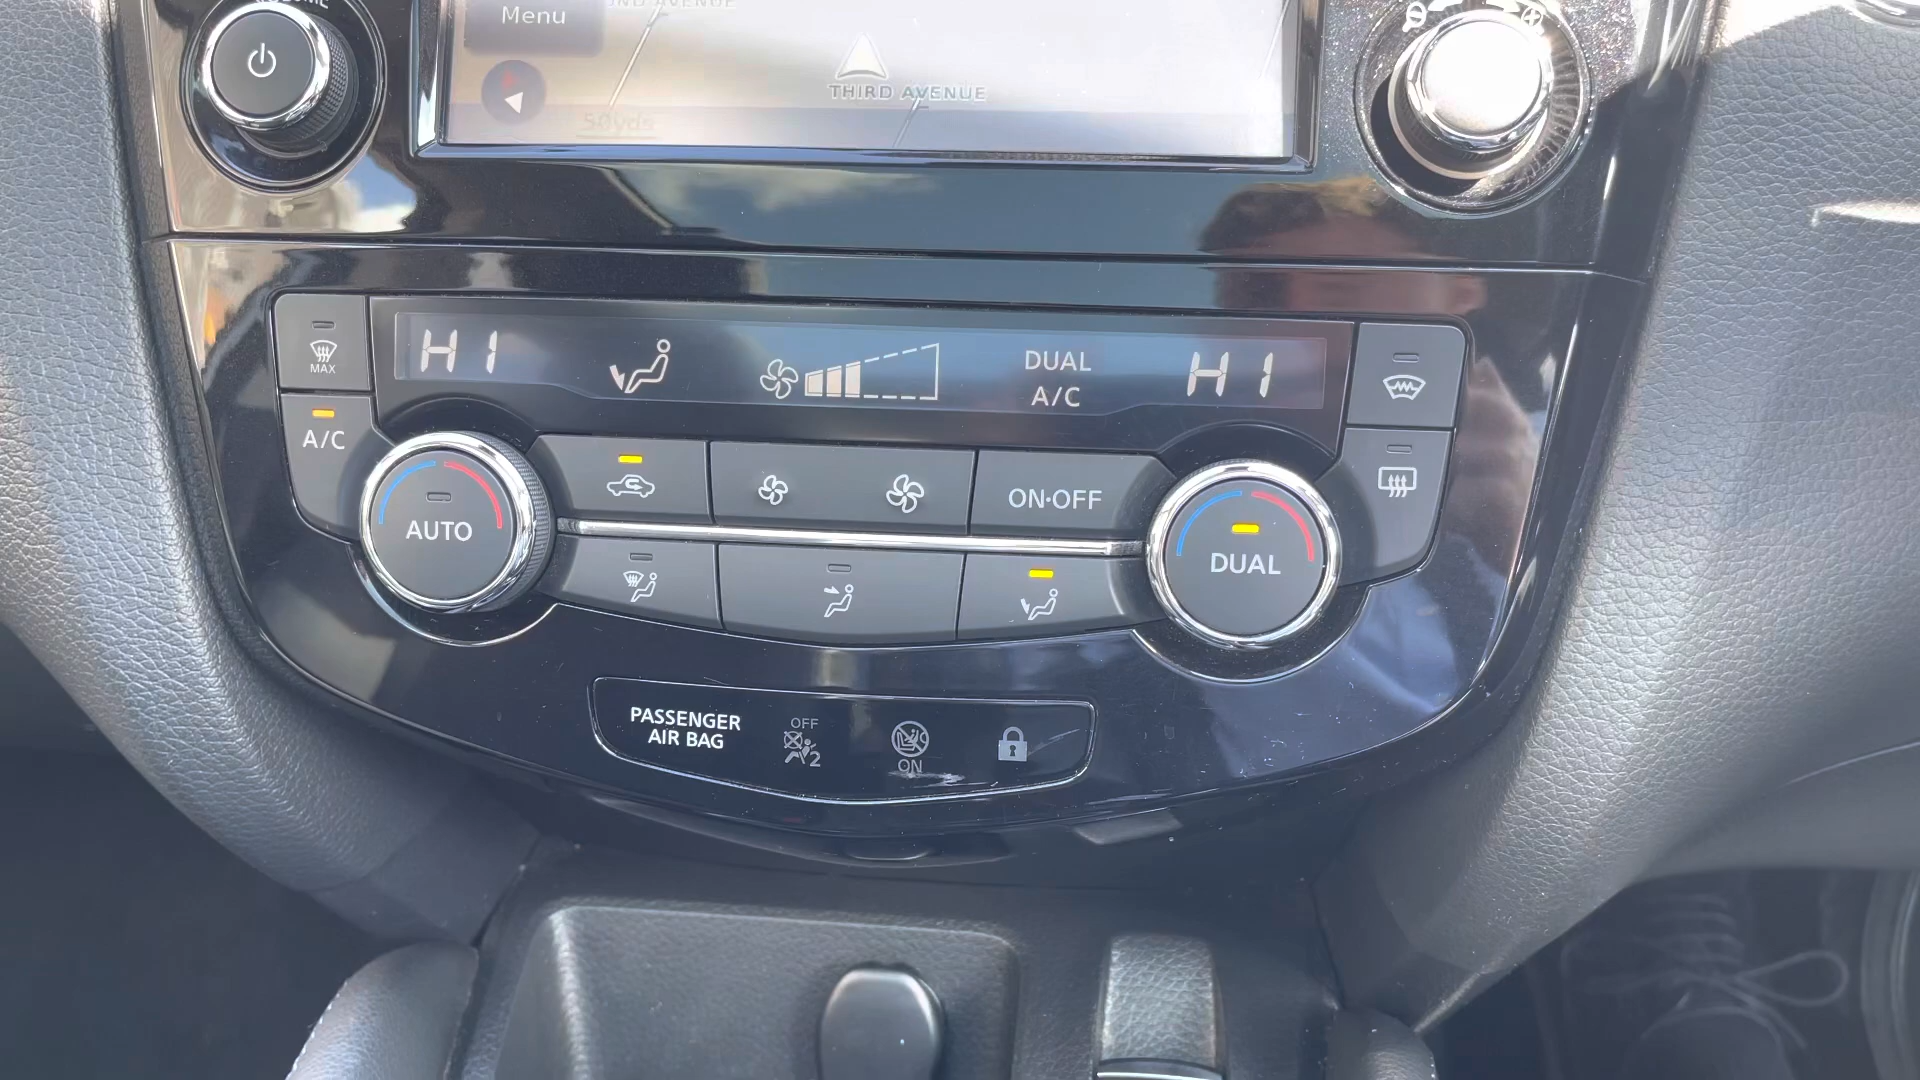 Menu
THIRD AVENUE
50yds
HI
DUAL
A/C
HI
MAX
A/C
AUTO
ON·OFF
DUAL
PASSENGER
AIR BAG
OFF
2
ON